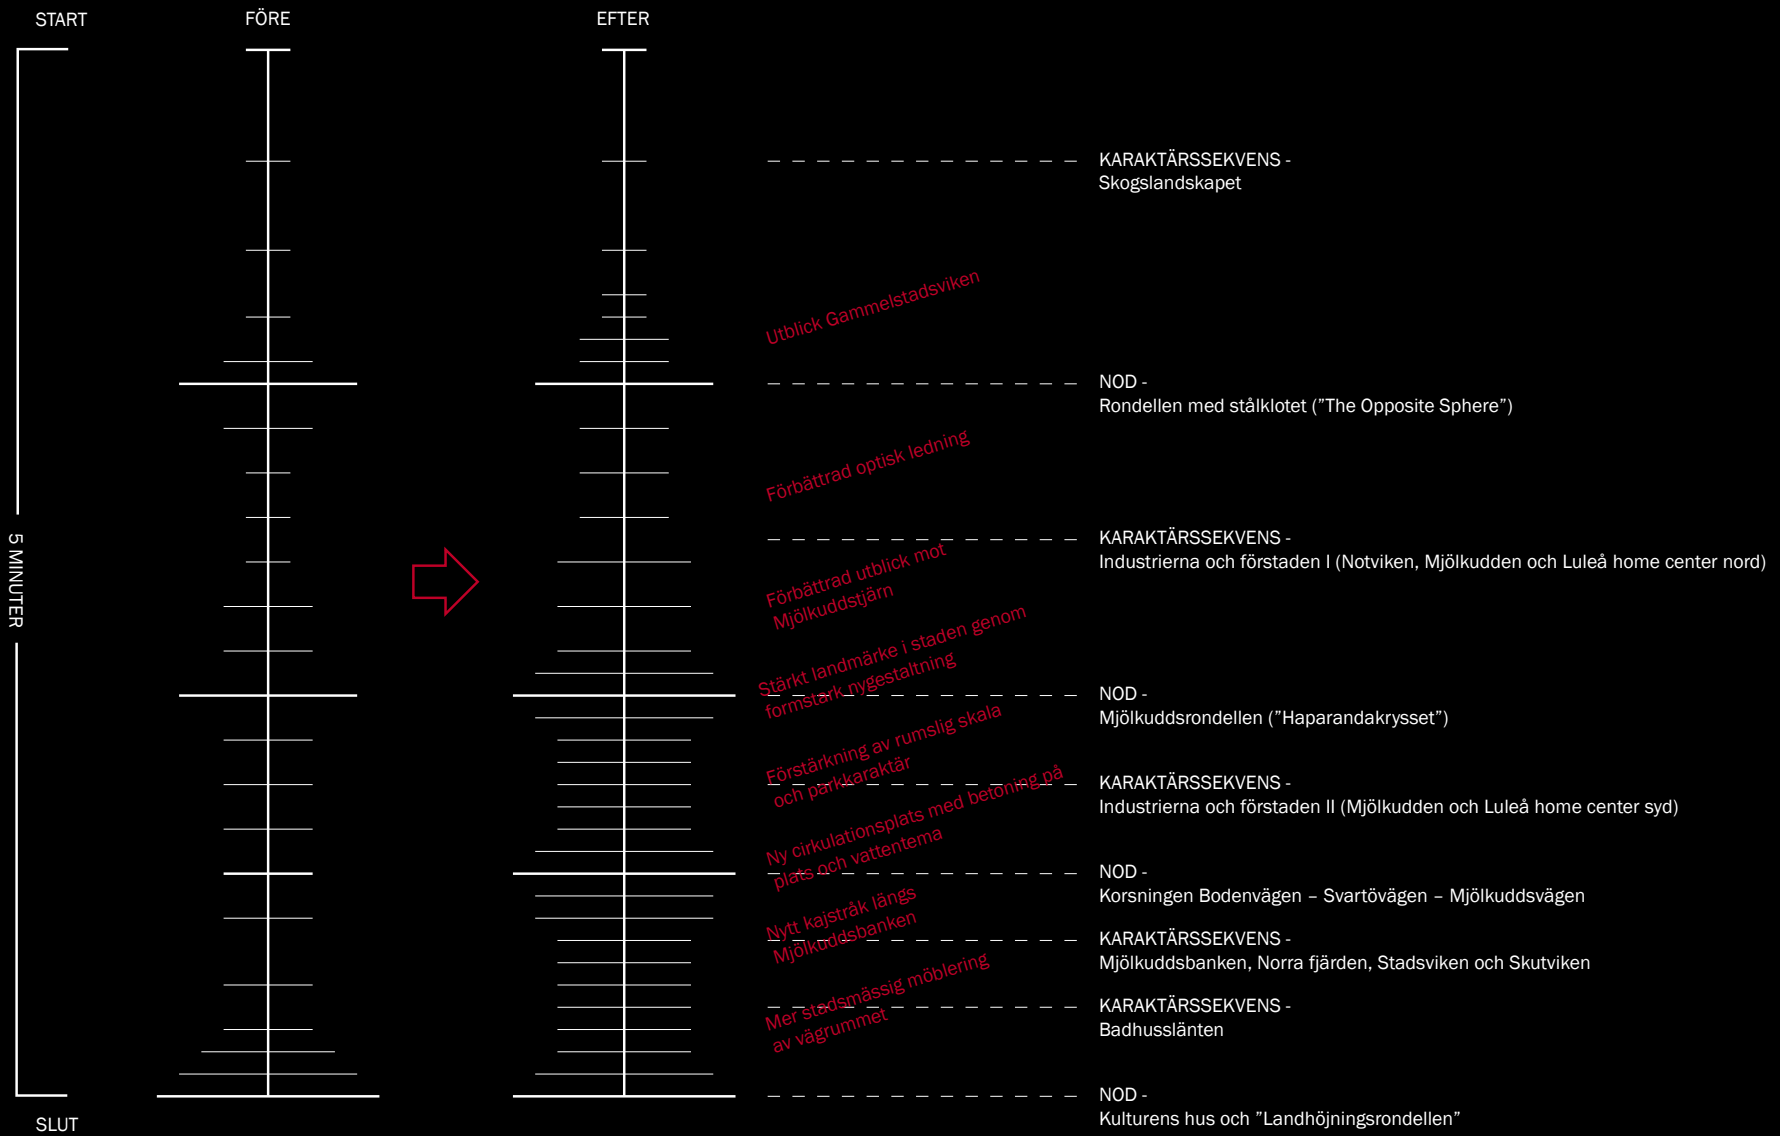 START
FÖRE
EFTER
KARAKTÄRSSEKVENS -
Skogslandskapet
Utblick Gammelstadsviken
NOD -
Rondellen med stålklotet (”The Opposite Sphere”)
Förbättrad optisk ledning
KARAKTÄRSSEKVENS -
Industrierna och förstaden I (Notviken, Mjölkudden och Luleå home center nord)
5 MINUTER
Förbättrad utblick mot
Mjölkuddstjärn
Stärkt landmärke i staden genom
formstark nygestaltning
NOD -
Mjölkuddsrondellen (”Haparandakrysset”)
Förstärkning av rumslig skala
och parkkaraktär
KARAKTÄRSSEKVENS -
Industrierna och förstaden II (Mjölkudden och Luleå home center syd)
Ny cirkulationsplats med betoning på
plats och vattentema
NOD -
Korsningen Bodenvägen – Svartövägen – Mjölkuddsvägen
Nytt kajstråk längs
Mjölkuddsbanken
KARAKTÄRSSEKVENS -
Mjölkuddsbanken, Norra fjärden, Stadsviken och Skutviken
Mer stadsmässig möblering
av vägrummet
KARAKTÄRSSEKVENS -
Badhusslänten
NOD -
Kulturens hus och ”Landhöjningsrondellen”
SLUT